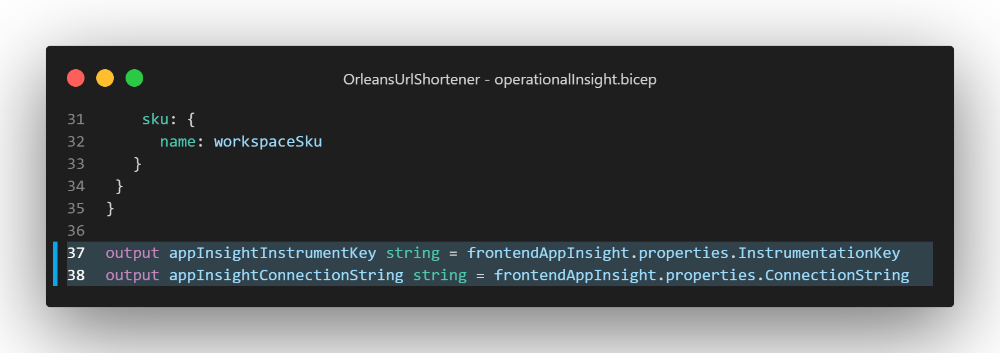 OrleansUrlShortener - operationalInsight.bicep
31 sku: {
32 name: workspaceSku
33 }
34 }
35 }
36
37 output appInsightInstrumentKey string = frontendAppInsight.properties.InstrumentationKey
38 output appInsightConnectionString string = frontendAppInsight.properties.ConnectionString